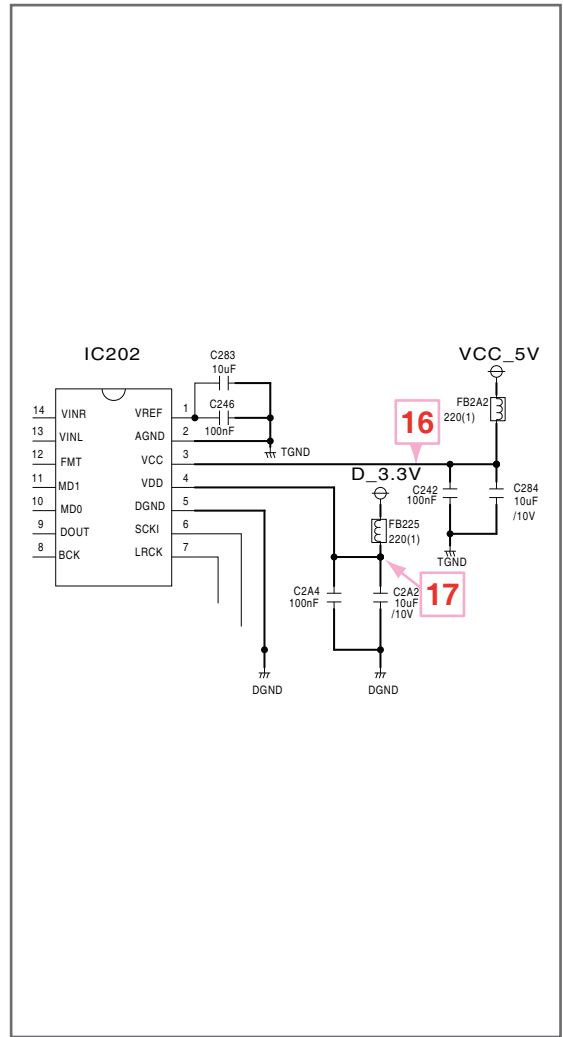 IC202
VCC_5V
C283
10uF
C246
100nF
FB2A2
220(1)
16
14 VINR VREF 1
13 VINL AGND 2
12 FMT VCC 3
11 MD1 VDD 4
10 MD0 DGND 5
9 DOUT SCKI 6
8 BCK LRCK 7
TGND
D_3.3V
C242
100nF
C284
10uF
/10V
FB225
220(1)
TGND
17
C2A4
100nF
C2A2
10uF
/10V
DGND
DGND